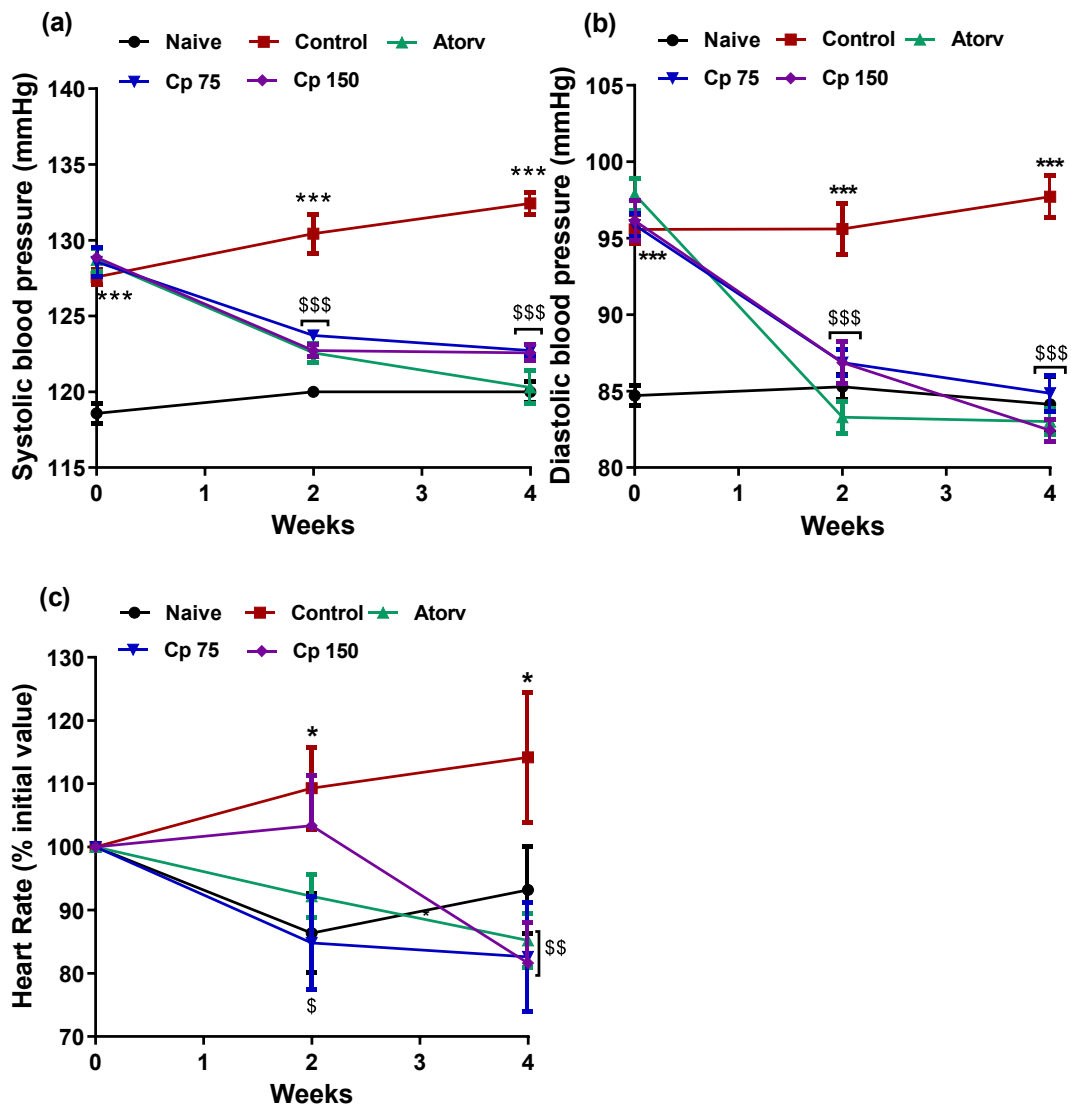 (a)
Naive Control Atorv
Cp 75 Cp 150
Systolic blood pressure (mmHg)
140
135
130
125
120
115
***
***
***
$$$
$$$
0 1 2 3 4
Weeks
(b)
Naive Control Atorv
Cp 75 Cp 150
Diastolic blood pressure (mmHg)
105
100
95
90
85
80
***
***
***
$$$
$$$
0 1 2 3 4
Weeks
(c)
Naive Control Atorv
Cp 75 Cp 150
Heart Rate (% initial value)
130
120
110
100
90
80
70
*
*
*
$$
$
0 1 2 3 4
Weeks